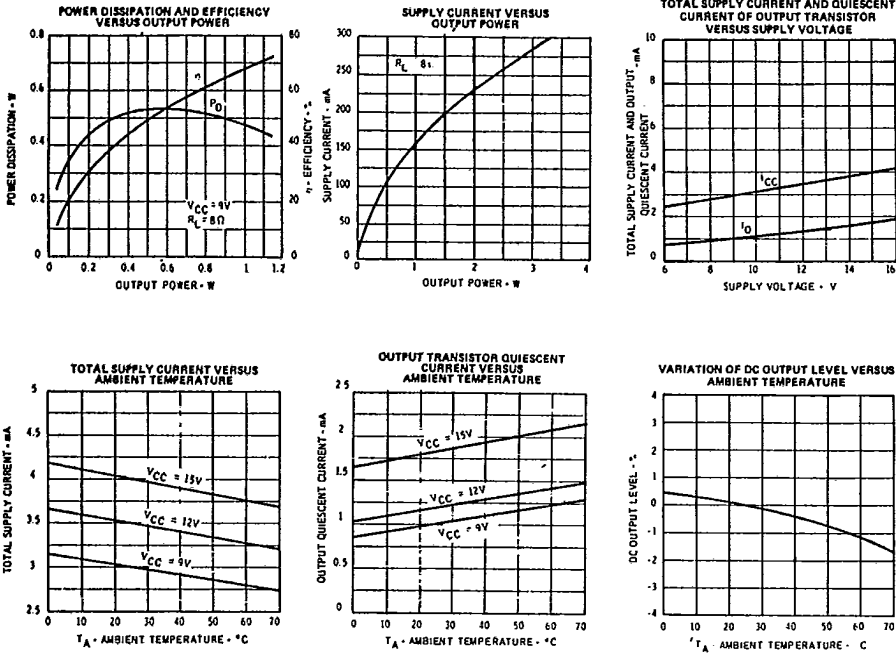 POWER DISSIPATION AND EFFICIENCY
VERSUS OUTPUT POWER
0.8
0.6
0.4
0.2
0
80
60
40
20
0
POWER DISSIPATION - W
η - EFFICIENCY - %
η
PD
VCC = 9V
RL = 8Ω
0 0.2 0.4 0.6 0.8 1 1.2
OUTPUT POWER - W
SUPPLY CURRENT VERSUS
OUTPUT POWER
300
250
200
150
100
50
0
SUPPLY CURRENT - mA
RL 8
0 1 2 3 4
OUTPUT POWER - W
TOTAL SUPPLY CURRENT AND QUIESCENT
CURRENT OF OUTPUT TRANSISTOR
VERSUS SUPPLY VOLTAGE
10
8
6
4
2
0
TOTAL SUPPLY CURRENT AND OUTPUT - mA
QUIESCENT CURRENT
ICC
IO
6 8 10 12 14 16
SUPPLY VOLTAGE - V
TOTAL SUPPLY CURRENT VERSUS
AMBIENT TEMPERATURE
5
4.5
4
3.5
3
2.5
TOTAL SUPPLY CURRENT - mA
VCC = 15V
VCC = 12V
VCC = 9V
0 10 20 30 40 50 60 70
TA - AMBIENT TEMPERATURE - °C
OUTPUT TRANSISTOR QUIESCENT
CURRENT VERSUS
AMBIENT TEMPERATURE
2 5
2
1.5
1
0.5
0
OUTPUT QUIESCENT CURRENT - mA
VCC = 15V
VCC = 12V
VCC = 9V
0 10 20 30 40 50 60 70
TA - AMBIENT TEMPERATURE - °C
VARIATION OF DC OUTPUT LEVEL VERSUS
AMBIENT TEMPERATURE
4
3
2
1
0
-1
-2
-3
-4
DC OUTPUT LEVEL - %
0 10 20 30 40 50 60 70
TA - AMBIENT TEMPERATURE - C